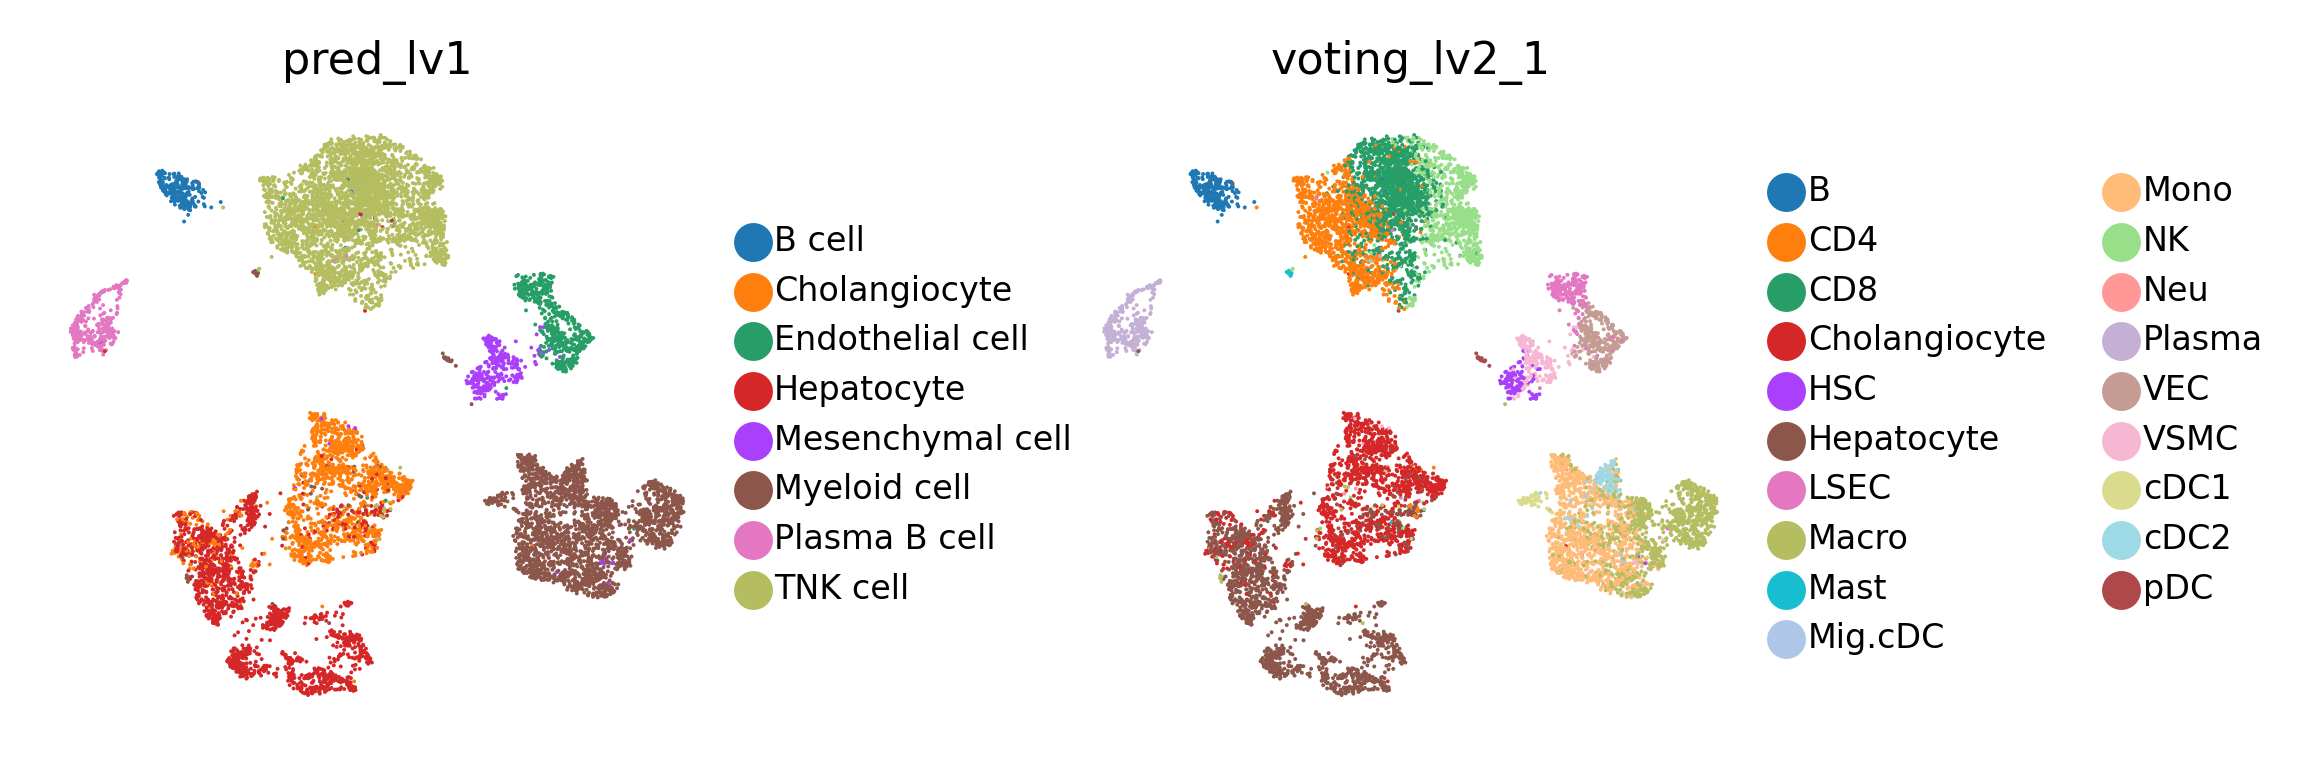 pred_lv1
B cell
Cholangiocyte
Endothelial cell
Hepatocyte
Mesenchymal cell
Myeloid cell
Plasma B cell
TNK cell
voting_lv2_1
B
CD4
CD8
Cholangiocyte
HSC
Hepatocyte
LSEC
Macro
Mast
Mig.cDC
Mono
NK
Neu
Plasma
VEC
VSMC
cDC1
cDC2
pDC